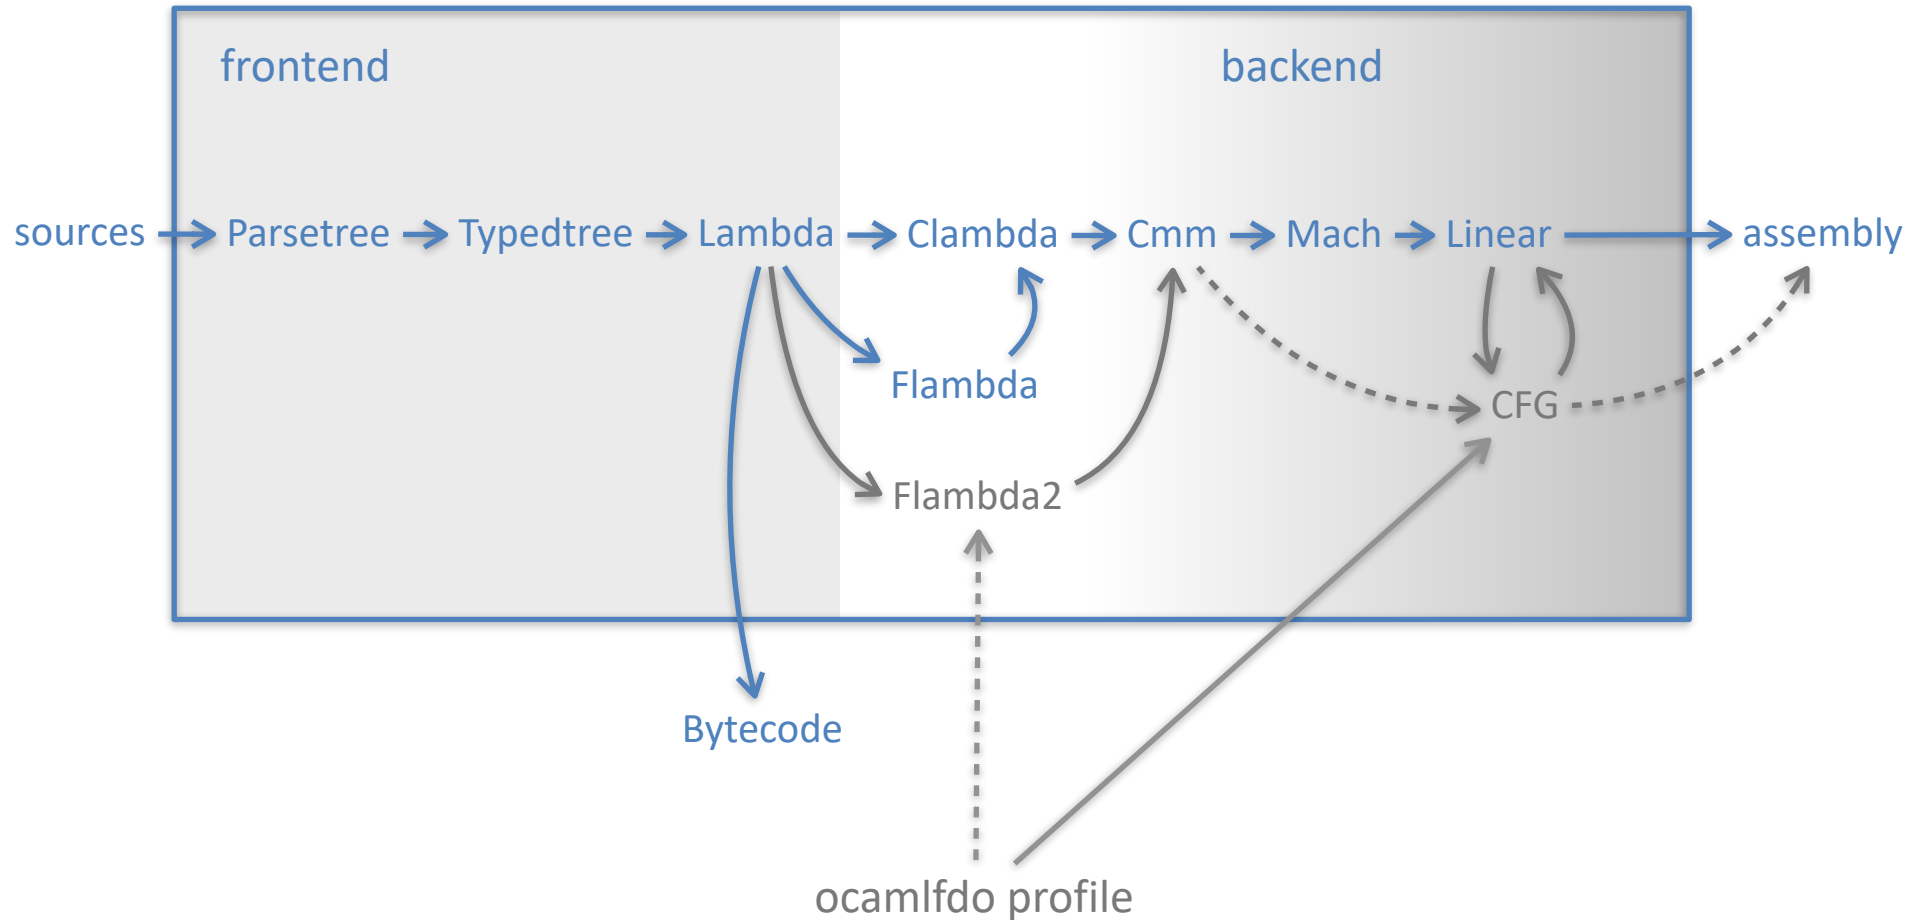 frontend
backend
sources
Parsetree
Typedtree
Lambda
Clambda
Cmm
Mach
Linear
assembly
Flambda
CFG
Flambda2
Bytecode
ocamlfdo profile